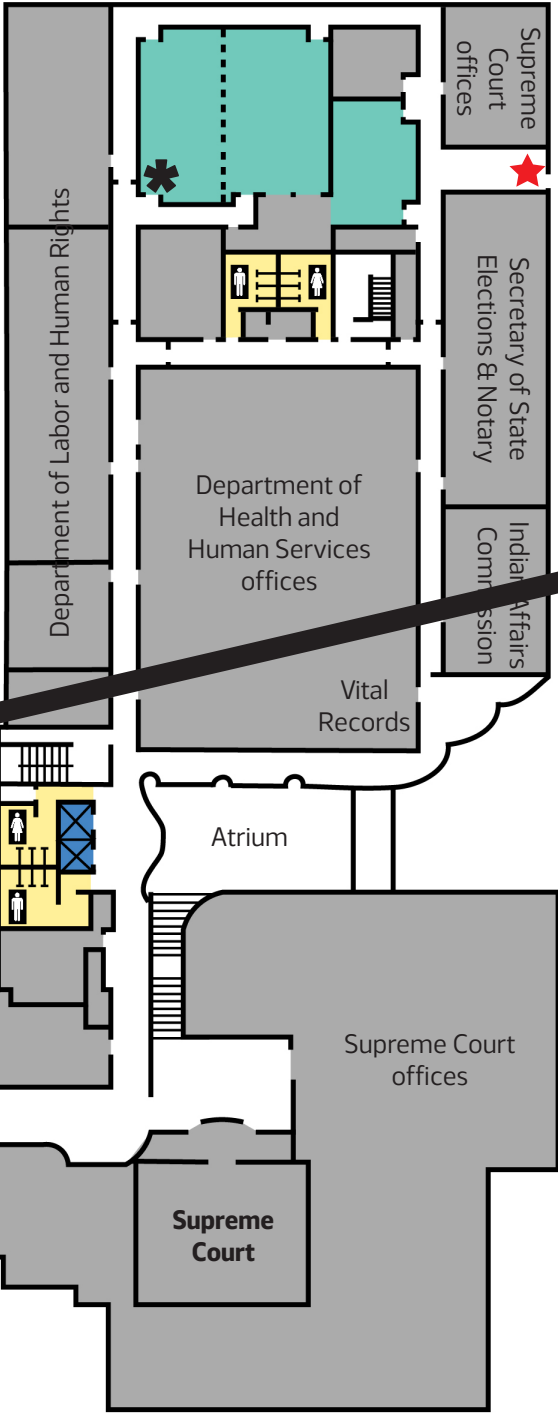 Supreme
Court
offices
Department of Labor and Human Rights
Secretary of State
Elections & Notary
Department of
Health and
Human Services
offices
Indian Affairs
Commission
Vital
Records
Atrium
Supreme Court
offices
Supreme
Court